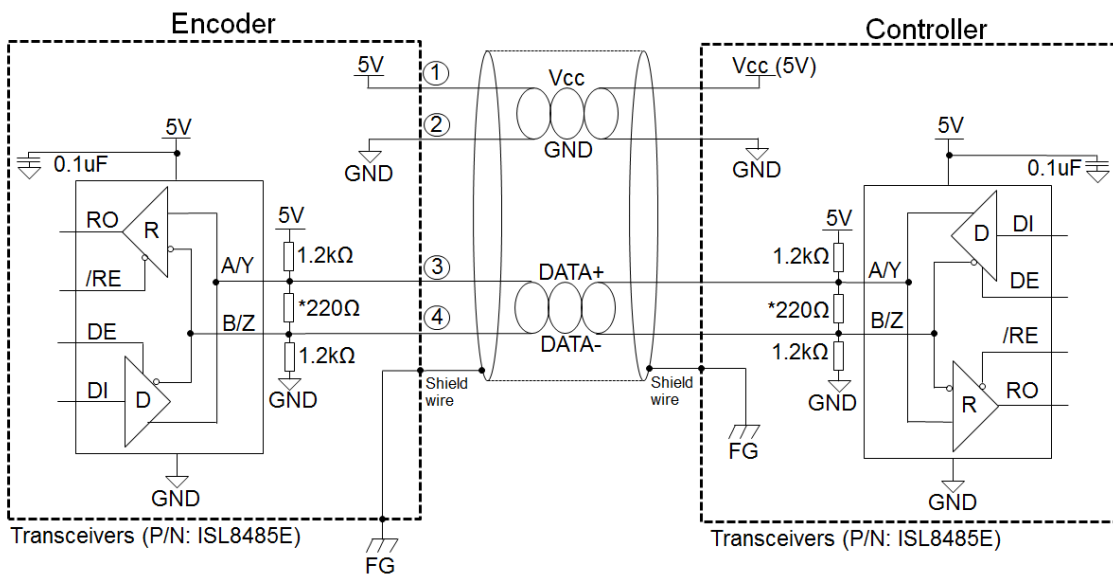 Encoder
Controller
5V
①
Vcc
Vcc (5V)
②
GND
GND
GND
5V
0.1uF
5V
0.1uF
RO
R
/RE
DE
DI
D
GND
A/Y
B/Z
5V
1.2kΩ
*220Ω
1.2kΩ
GND
③
④
DATA+
DATA-
Shield
wire
Shield
wire
FG
FG
5V
1.2kΩ
*220Ω
1.2kΩ
GND
A/Y
B/Z
D
DI
DE
/RE
R
RO
GND
Transceivers (P/N: ISL8485E)
Transceivers (P/N: ISL8485E)